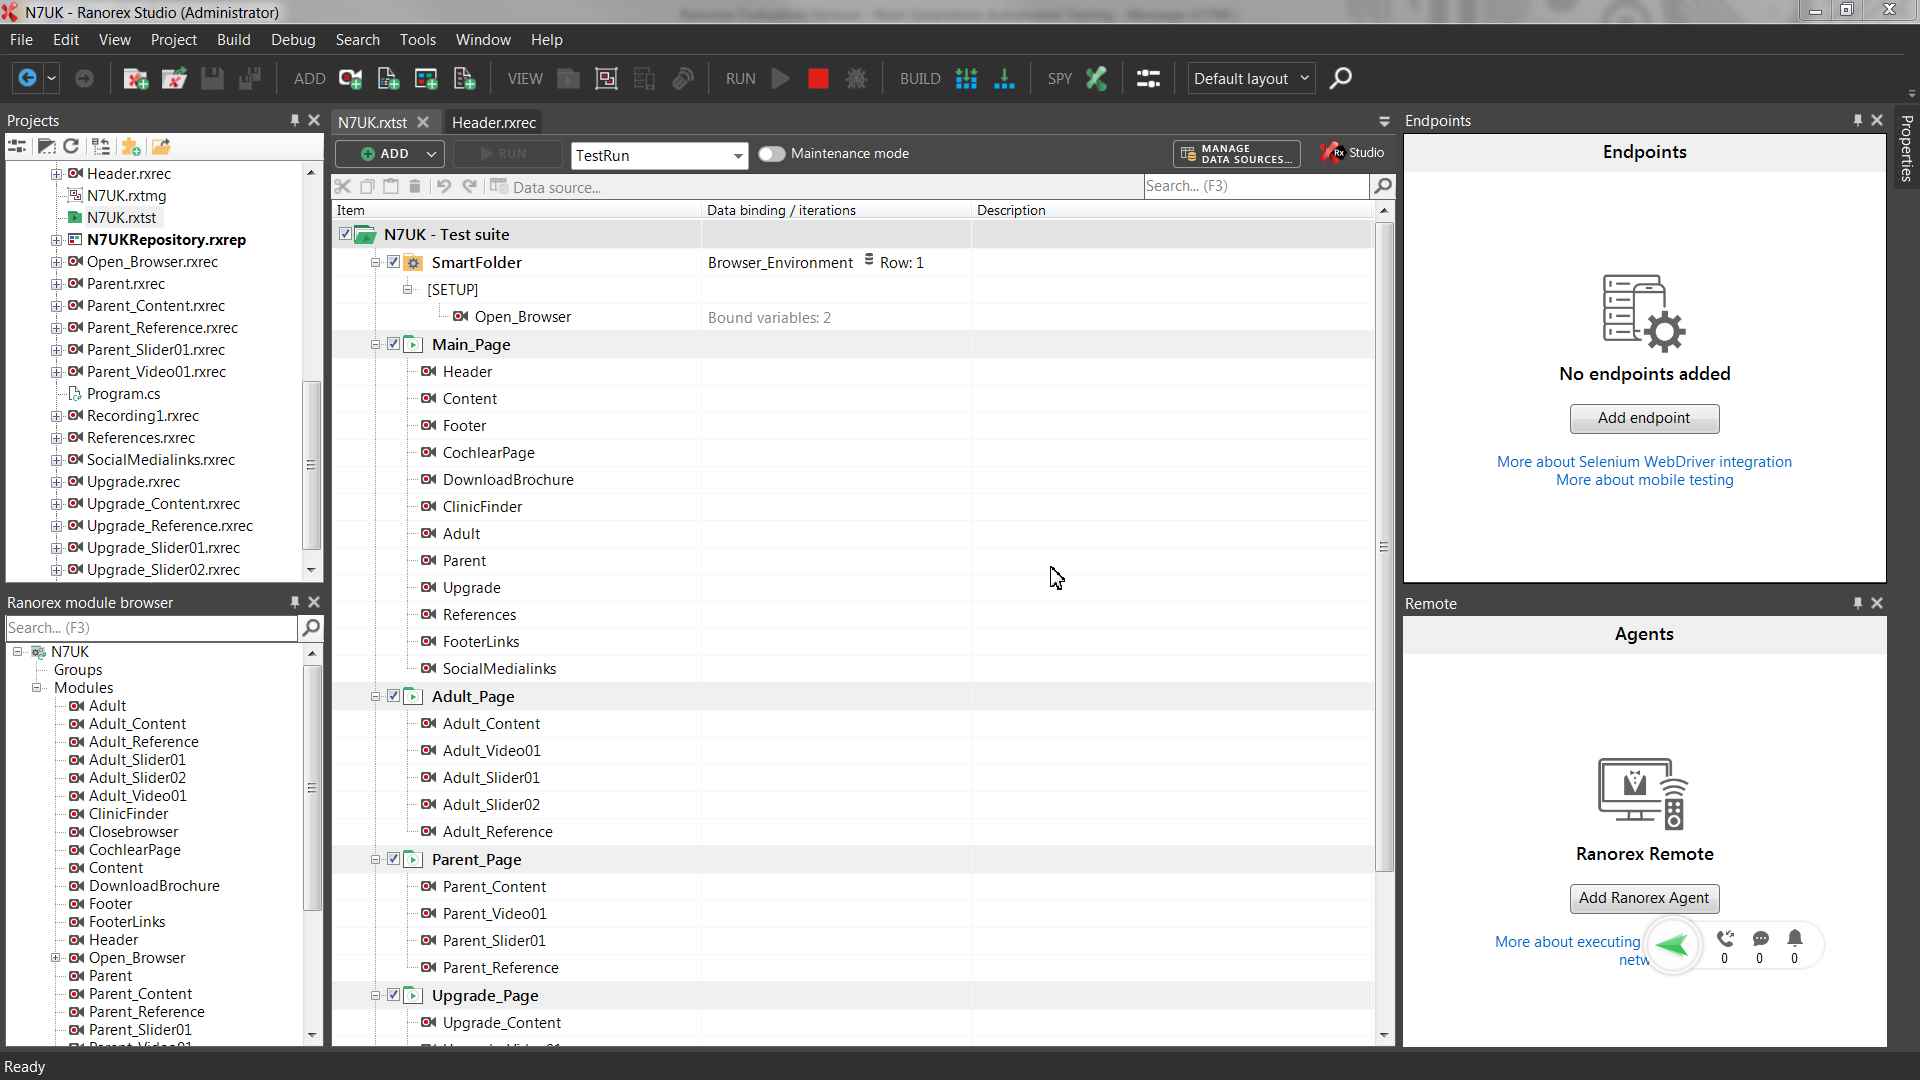 N7UK - Ranorex Studio (Administrator)
File Edit View Project Build Debug Search Tools Window Help
ADD VIEW RUN BUILD SPY Default layout
Projects
Header.rxrec
N7UK.rxtmg
N7UK.rxtst
N7UKRepository.rxrep
Open_Browser.rxrec
Parent.rxrec
Parent_Content.rxrec
Parent_Reference.rxrec
Parent_Slider01.rxrec
Parent_Video01.rxrec
Program.cs
Recording1.rxrec
References.rxrec
SocialMedialinks.rxrec
Upgrade.rxrec
Upgrade_Content.rxrec
Upgrade_Reference.rxrec
Upgrade_Slider01.rxrec
Upgrade_Slider02.rxrec
Ranorex module browser
Search... (F3)
N7UK
Groups
Modules
Adult
Adult_Content
Adult_Reference
Adult_Slider01
Adult_Slider02
Adult_Video01
ClinicFinder
Closebrowser
CochlearPage
Content
DownloadBrochure
Footer
FooterLinks
Header
Open_Browser
Parent
Parent_Content
Parent_Reference
Parent_Slider01
Parent_Video01
N7UK.rxtst Header.rxrec
ADD RUN TestRun Maintenance mode MANAGE DATA SOURCES... Rx Studio
Data source... Search... (F3)
Item Data binding / iterations Description
N7UK - Test suite
SmartFolder Browser_Environment Row: 1
[SETUP]
Open_Browser Bound variables: 2
Main_Page
Header
Content
Footer
CochlearPage
DownloadBrochure
ClinicFinder
Adult
Parent
Upgrade
References
FooterLinks
SocialMedialinks
Adult_Page
Adult_Content
Adult_Video01
Adult_Slider01
Adult_Slider02
Adult_Reference
Parent_Page
Parent_Content
Parent_Video01
Parent_Slider01
Parent_Reference
Upgrade_Page
Upgrade_Content
Endpoints
Endpoints
No endpoints added
Add endpoint
More about Selenium WebDriver integration
More about mobile testing
Remote
Agents
Ranorex Remote
Add Ranorex Agent
More about executing
netw
0 0 0
Properties
Ready